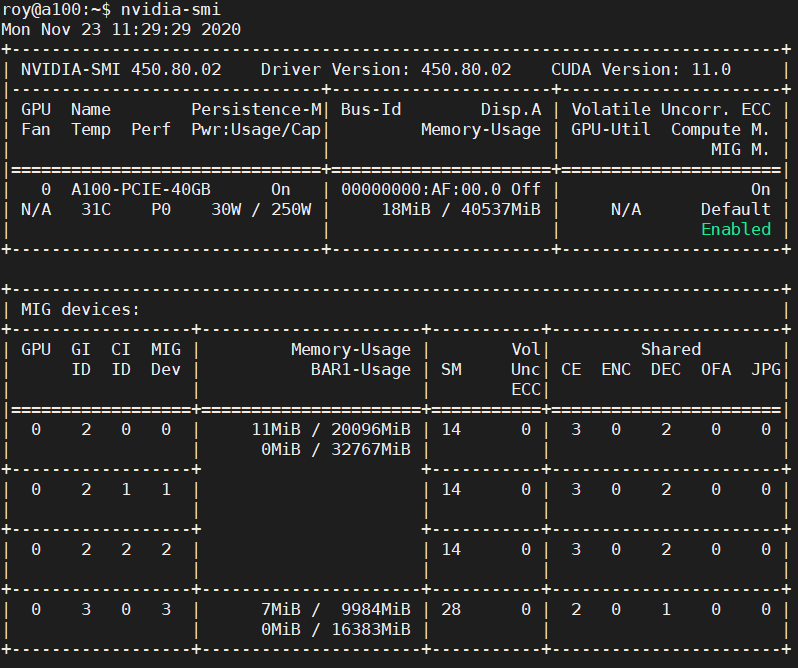 roy@a100:~$ nvidia-smi
Mon Nov 23 11:29:29 2020
+-----------------------------------------------------------------------------+
| NVIDIA-SMI 450.80.02    Driver Version: 450.80.02    CUDA Version: 11.0     |
|-------------------------------+----------------------+----------------------+
| GPU  Name        Persistence-M| Bus-Id        Disp.A | Volatile Uncorr. ECC |
| Fan  Temp  Perf  Pwr:Usage/Cap|         Memory-Usage | GPU-Util  Compute M. |
|                               |                      |               MIG M. |
|===============================+======================+======================|
|   0  A100-PCIE-40GB      On   | 00000000:AF:00.0 Off |                   On |
| N/A   31C    P0    30W / 250W |     18MiB / 40537MiB |     N/A      Default |
|                               |                      |              Enabled |
+-------------------------------+----------------------+----------------------+

+-----------------------------------------------------------------------------+
| MIG devices:                                                                |
+------------------+----------------------+-----------+-----------------------+
| GPU  GI  CI  MIG |         Memory-Usage |        Vol|         Shared        |
|      ID  ID  Dev |           BAR1-Usage | SM     Unc| CE  ENC  DEC  OFA  JPG|
|                  |                      |        ECC|                       |
|==================+======================+===========+=======================|
|  0    2   0   0  |     11MiB / 20096MiB | 14      0 |  3   0    2    0    0 |
|                  |      0MiB / 32767MiB |           |                       |
+------------------+                      +-----------+-----------------------+
|  0    2   1   1  |                      | 14      0 |  3   0    2    0    0 |
|                  |                      |           |                       |
+------------------+                      +-----------+-----------------------+
|  0    2   2   2  |                      | 14      0 |  3   0    2    0    0 |
|                  |                      |           |                       |
+------------------+----------------------+-----------+-----------------------+
|  0    3   0   3  |      7MiB /  9984MiB | 28      0 |  2   0    1    0    0 |
|                  |      0MiB / 16383MiB |           |                       |
+------------------+----------------------+-----------+-----------------------+